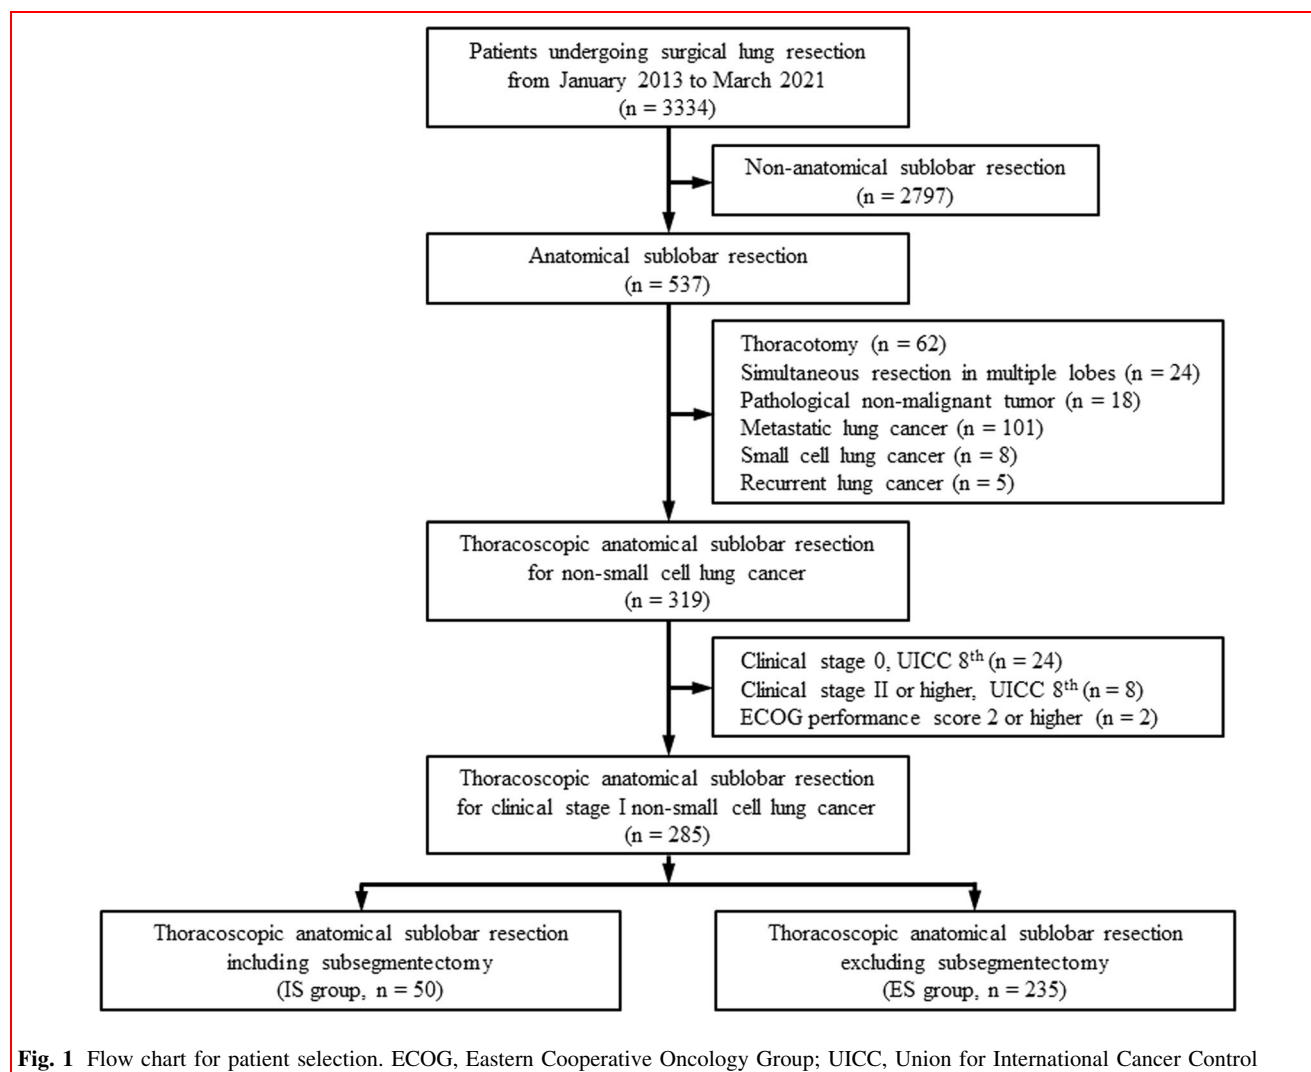 Patients undergoing surgical lung resection
from January 2013 to March 2021
(n = 3334)
Non-anatomical sublobar resection
(n = 2797)
Anatomical sublobar resection
(n = 537)
Thoracotomy (n = 62)
Simultaneous resection in multiple lobes (n = 24)
Pathological non-malignant tumor (n = 18)
Metastatic lung cancer (n = 101)
Small cell lung cancer (n = 8)
Recurrent lung cancer (n = 5)
Thoracoscopic anatomical sublobar resection
for non-small cell lung cancer
(n = 319)
Clinical stage 0, UICC 8th (n = 24)
Clinical stage II or higher, UICC 8th (n = 8)
ECOG performance score 2 or higher (n = 2)
Thoracoscopic anatomical sublobar resection
for clinical stage I non-small cell lung cancer
(n = 285)
Thoracoscopic anatomical sublobar resection
including subsegmentectomy
(IS group, n = 50)
Thoracoscopic anatomical sublobar resection
excluding subsegmentectomy
(ES group, n = 235)
Fig. 1 Flow chart for patient selection. ECOG, Eastern Cooperative Oncology Group; UICC, Union for International Cancer Control